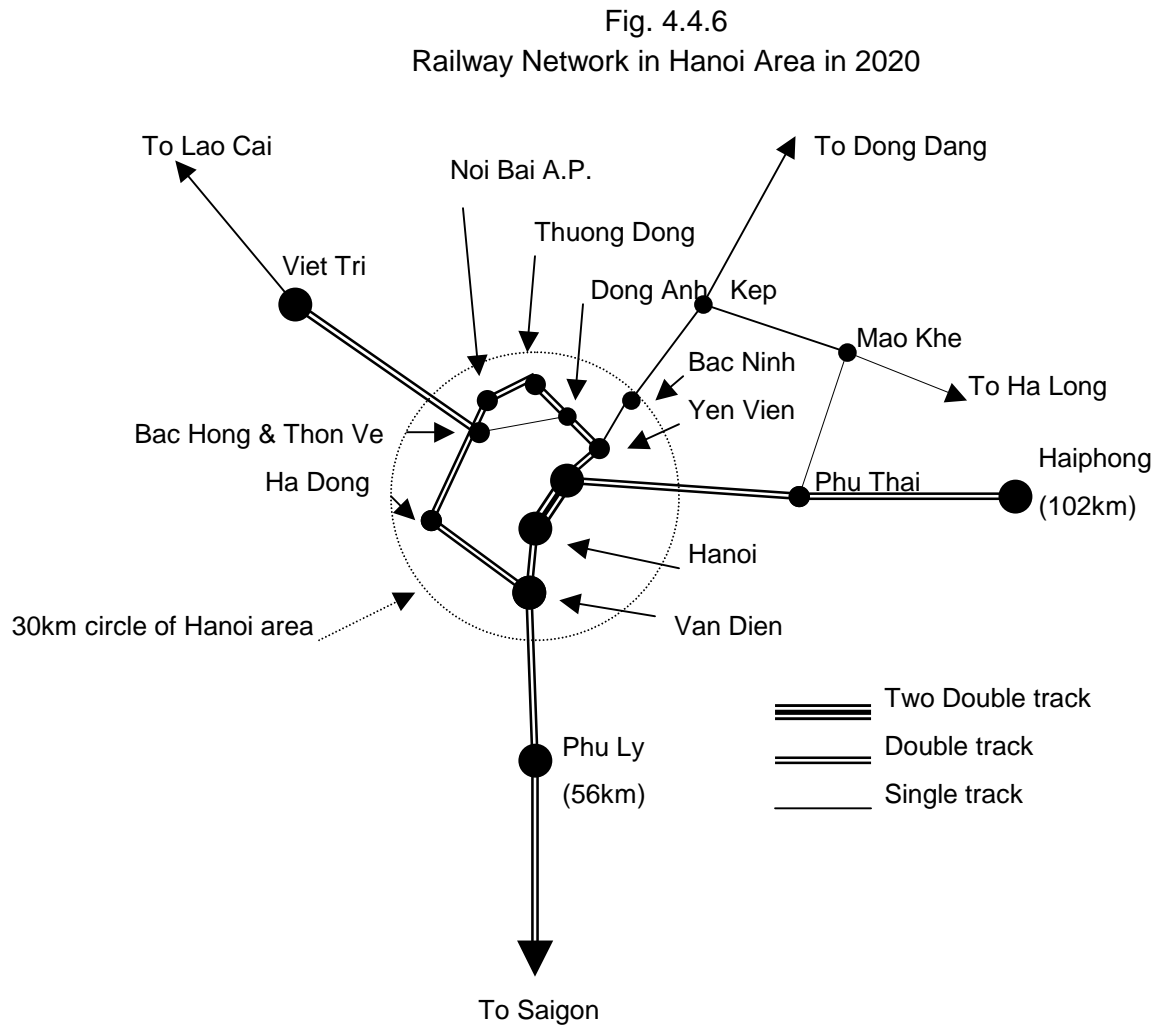 Fig. 4.4.6
Railway Network in Hanoi Area in 2020
To Lao Cai
To Dong Dang
Noi Bai A.P.
Thuong Dong
Viet Tri
Dong Anh
Kep
Mao Khe
Bac Ninh
To Ha Long
Yen Vien
Bac Hong & Thon Ve
Ha Dong
Phu Thai
Haiphong
(102km)
Hanoi
30km circle of Hanoi area
Van Dien
Two Double track
Phu Ly
(56km)
Double track
Single track
To Saigon